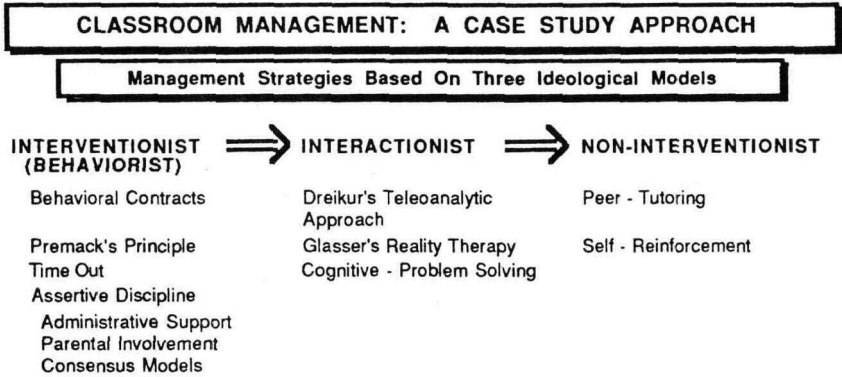 CLASSROOM MANAGEMENT: A CASE STUDY APPROACH
Management Strategies Based On Three Ideological Models
INTERVENTIONIST
(BEHAVIORIST)
Behavioral Contracts
Premack's Principle
Time Out
Assertive Discipline
Administrative Support
Parental Involvement
Consensus Models
INTERACTIONIST
Dreikur's Teleoanalytic
Approach
Glasser's Reality Therapy
Cognitive - Problem Solving
NON-INTERVENTIONIST
Peer - Tutoring
Self - Reinforcement